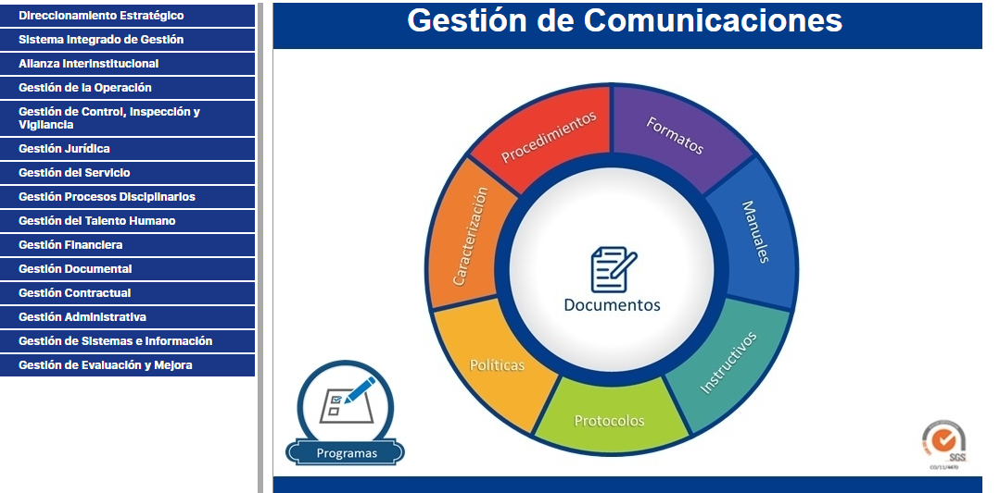 Direccionamiento Estratégico
Sistema Integrado de Gestión
Alianza Interinstitucional
Gestión de la Operación
Gestión de Control, Inspección y
Vigilancia
Gestión Jurídica
Gestión del Servicio
Gestión Procesos Disciplinarios
Gestión del Talento Humano
Gestión Financiera
Gestión Documental
Gestión Contractual
Gestión Administrativa
Gestión de Sistemas e Información
Gestión de Evaluación y Mejora
Gestión de Comunicaciones
Procedimientos
Formatos
Manuales
Instructivos
Protocolos
Políticas
Caracterización
Documentos
Programas
SGS
CO/11/4470